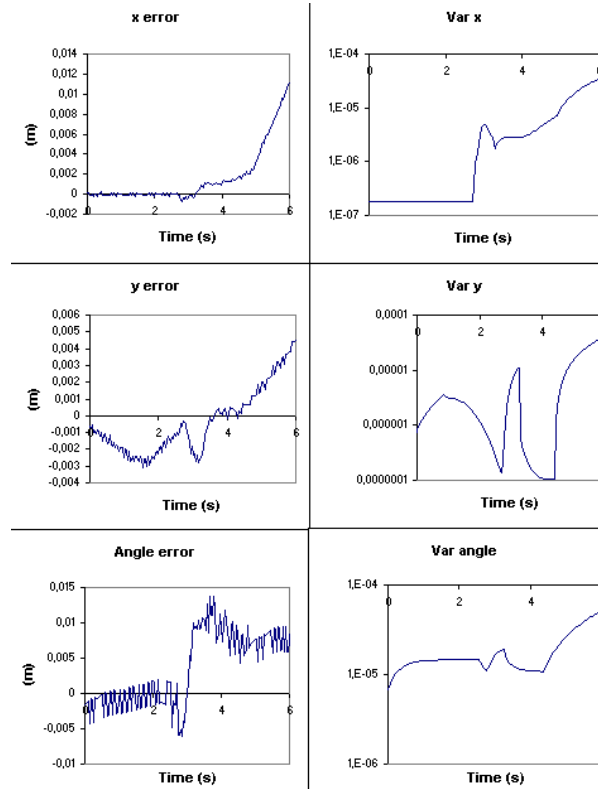 x error
0,014
0,012
0,01
0,008
0,006
0,004
0,002
0
-0,002
(m)
0 2 4 6
Time (s)
Var x
1,E-04
1,E-05
1,E-06
1,E-07
0 2 4
Time (s)
y error
0,006
0,005
0,004
0,003
0,002
0,001
0
-0,001
-0,002
-0,003
-0,004
(m)
0 2 4 6
Time (s)
Var y
0,0001
0,00001
0,000001
0,0000001
0 2 4
Time (s)
Angle error
0,015
0,01
0,005
0
-0,005
-0,01
(m)
0 2 4 6
Time (s)
Var angle
1,E-04
1,E-05
1,E-06
0 2 4
Time (s)